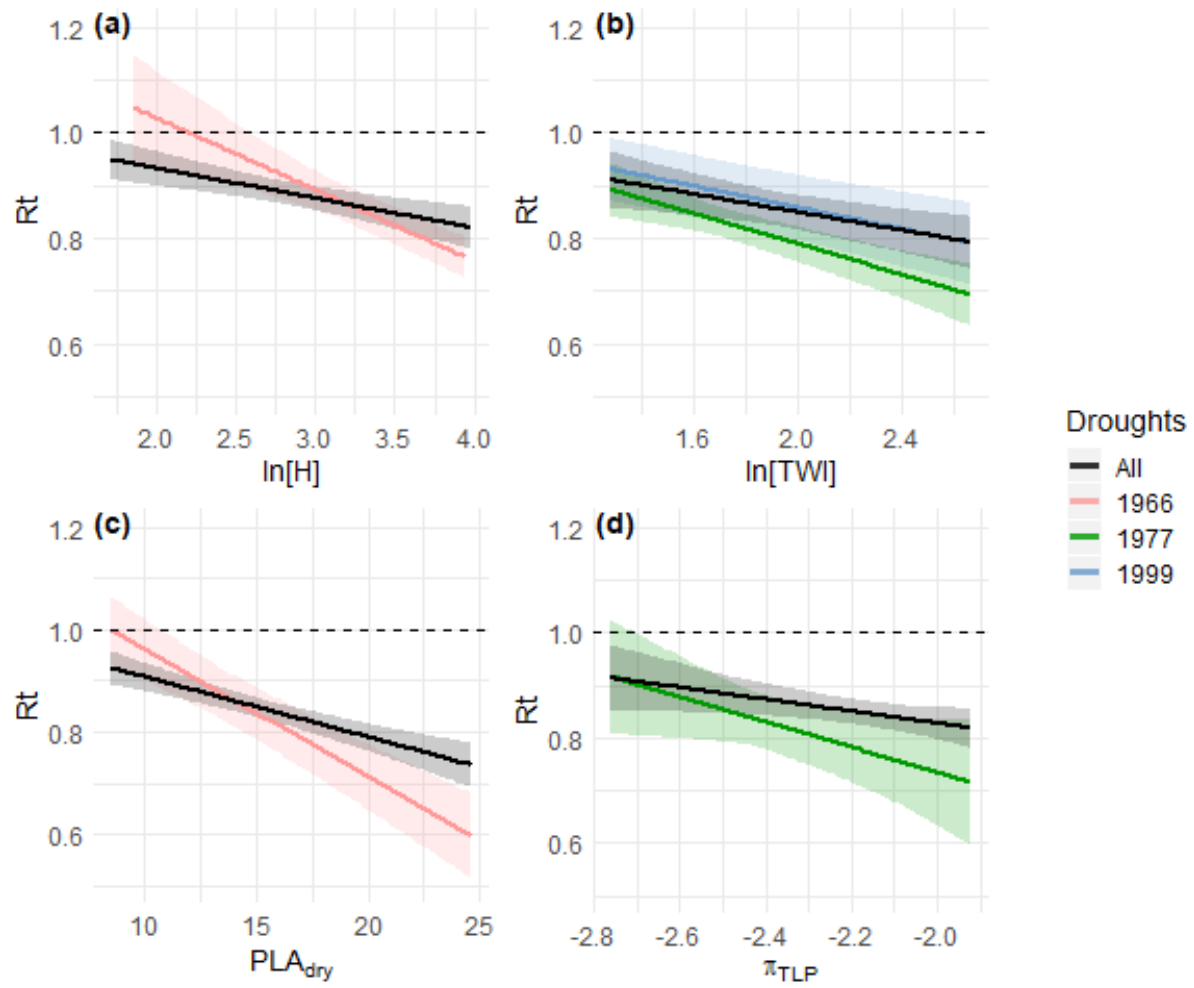 (a)
1.2
1.0
0.8
0.6
Rt
2.0 2.5 3.0 3.5 4.0
ln[H]
(b)
1.2
1.0
0.8
0.6
Rt
1.6 2.0 2.4
ln[TWI]
(c)
1.2
1.0
0.8
0.6
Rt
10 15 20 25
PLAdry
(d)
1.2
1.0
0.8
0.6
Rt
-2.8 -2.6 -2.4 -2.2 -2.0
πTLP
Droughts
All
1966
1977
1999